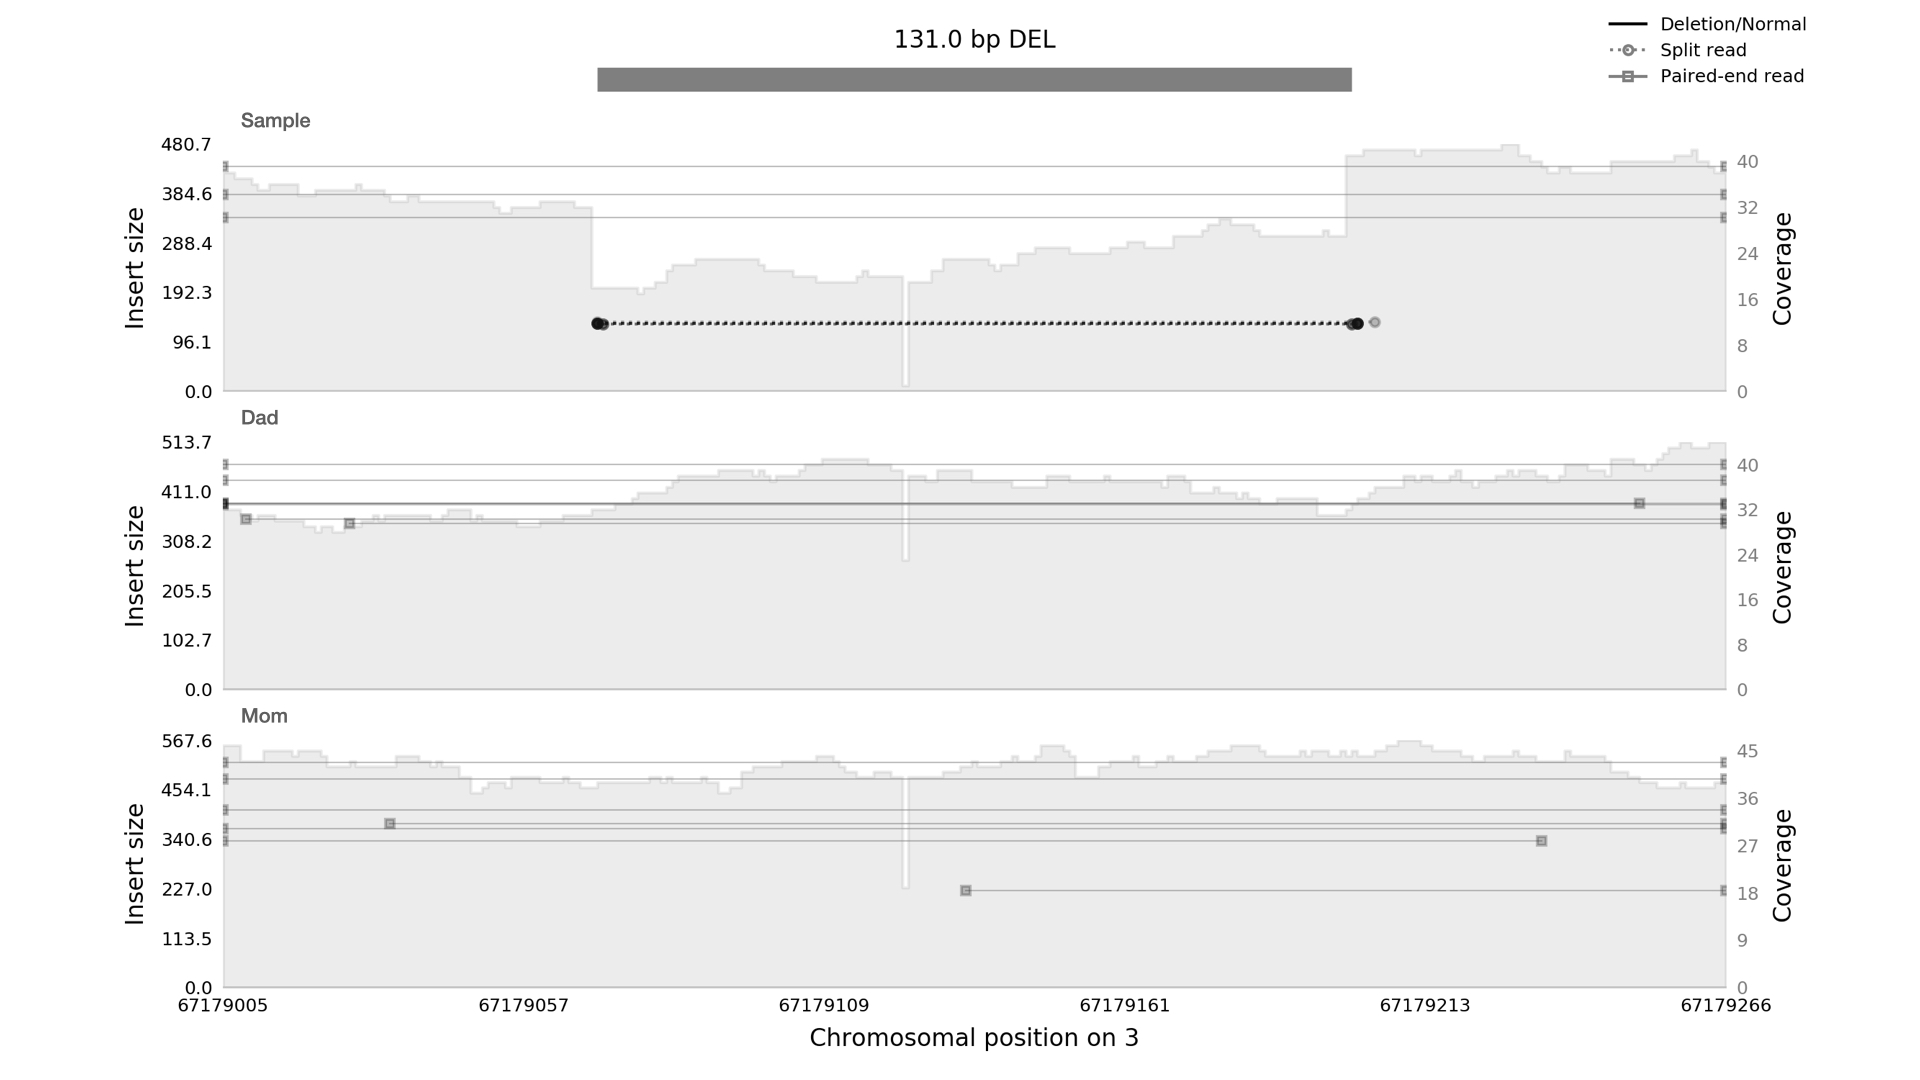 131.0 bp DEL
Deletion/Normal
Split read
Paired-end read
Sample
480.7
384.6
288.4
192.3
96.1
0.0
Insert size
40
32
24
16
8
0
Coverage
Dad
513.7
411.0
308.2
205.5
102.7
0.0
Insert size
40
32
24
16
8
0
Coverage
Mom
567.6
454.1
340.6
227.0
113.5
0.0
Insert size
45
36
27
18
9
0
Coverage
67179005 67179057 67179109 67179161 67179213 67179266
Chromosomal position on 3